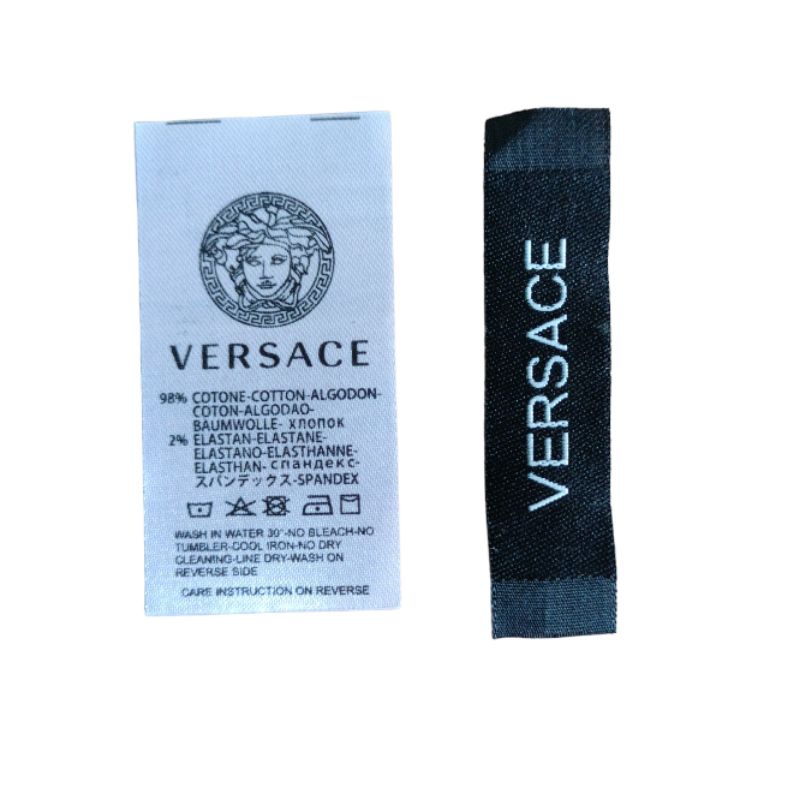 VERSACE
98% COTONE-COTTON-ALGODON-
COTON-ALGODAO-
BAUMWOLLE- хлопок
2% ELASTAN-ELASTANE-
ELASTANO-ELASTHANNE-
ELASTHAN- спандекс-
スパンデックス-SPANDEX
WASH IN WATER 30°-NO BLEACH-NO
TUMBLER-COOL IRON-NO DRY
CLEANING-LINE DRY-WASH ON
REVERSE SIDE
CARE INSTRUCTION ON REVERSE
VERSACE